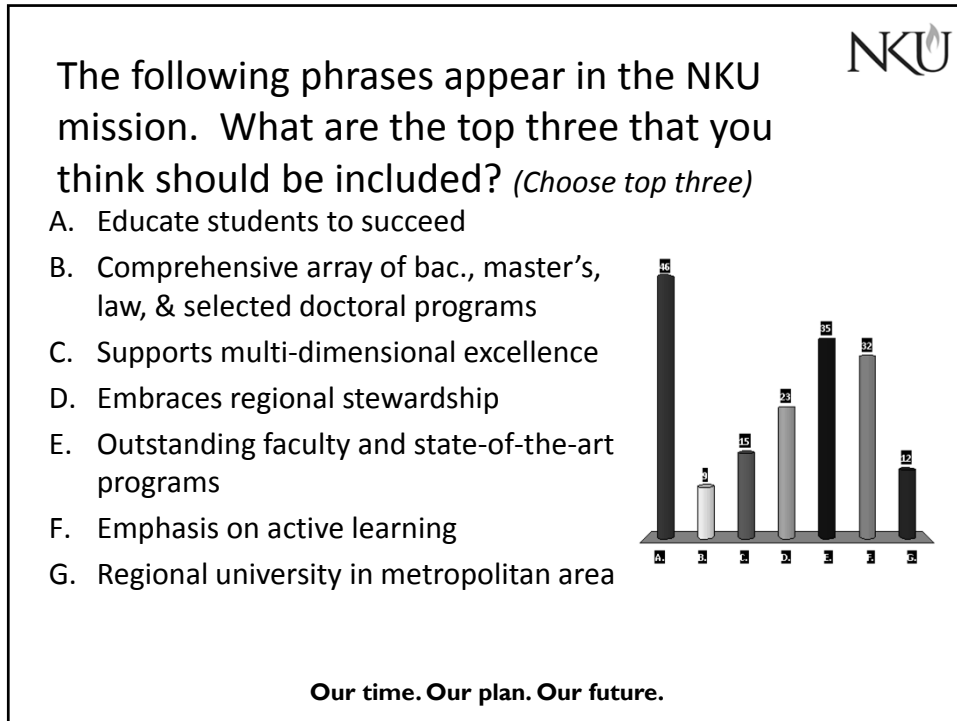 NKU
The following phrases appear in the NKU
mission. What are the top three that you
think should be included? (Choose top three)
A. Educate students to succeed
B. Comprehensive array of bac., master's,
law, & selected doctoral programs
C. Supports multi-dimensional excellence
D. Embraces regional stewardship
E. Outstanding faculty and state-of-the-art
programs
F. Emphasis on active learning
G. Regional university in metropolitan area
46
9
15
23
35
32
12
A. B. C. D. E. F. G.
Our time. Our plan. Our future.